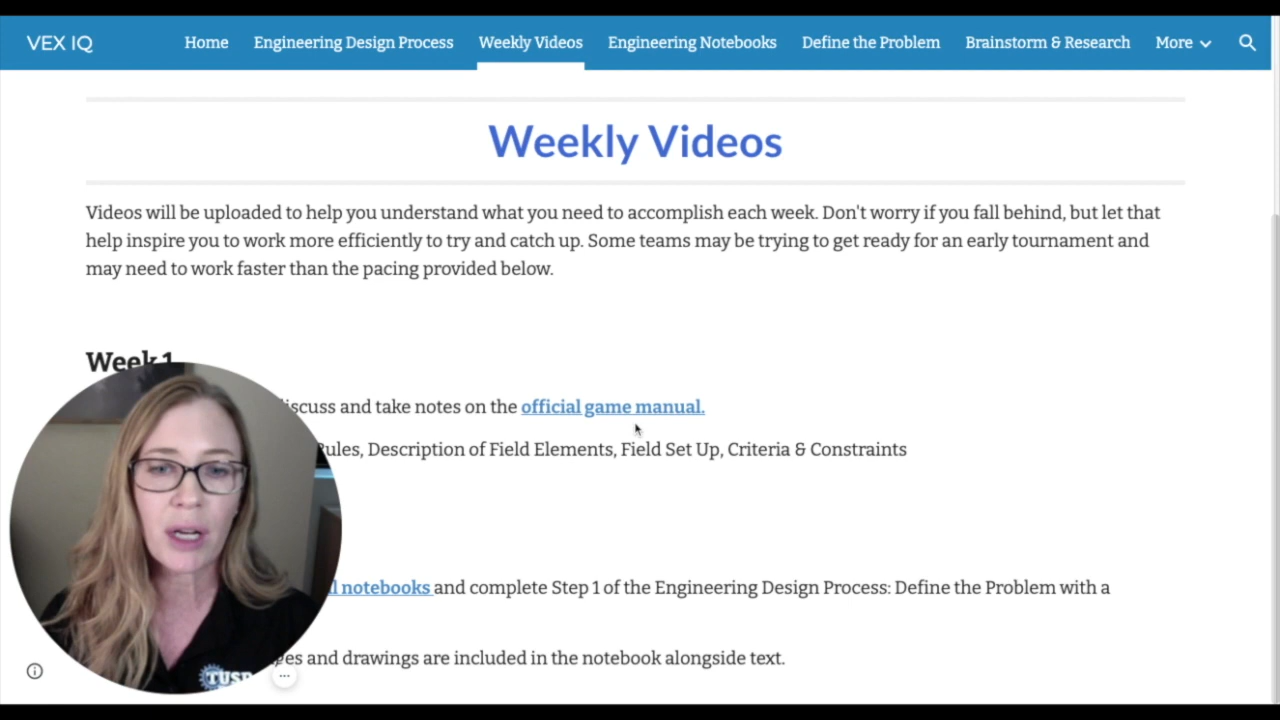 VEX IQ Home Engineering Design Process Weekly Videos Engineering Notebooks Define the Problem Brainstorm & Research More
Weekly Videos
Videos will be uploaded to help you understand what you need to accomplish each week. Don't worry if you fall behind, but let that
help inspire you to work more efficiently to try and catch up. Some teams may be trying to get ready for an early tournament and
may need to work faster than the pacing provided below.
Week 1
discuss and take notes on the official game manual.
Rules, Description of Field Elements, Field Set Up, Criteria & Constraints
notebooks and complete Step 1 of the Engineering Design Process: Define the Problem with a
and drawings are included in the notebook alongside text.